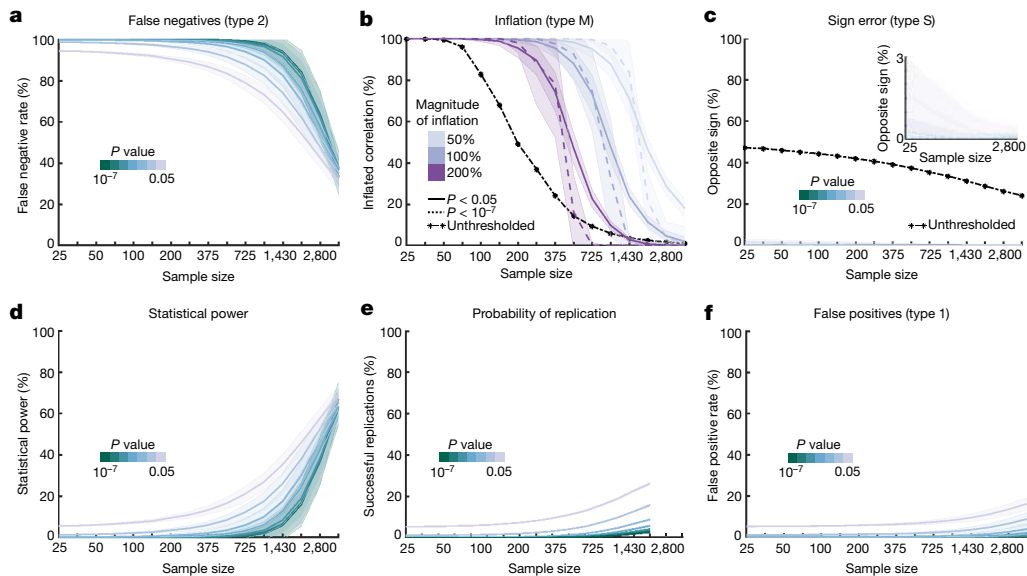 a
False negatives (type 2)
100
80
60
40
20
0
False negative rate (%)
P value
10⁻⁷ 0.05
25 50 100 200 375 725 1,430 2,800
Sample size
b
Inflation (type M)
100
80
60
40
20
0
Inflated correlation (%)
Magnitude
of inflation
50%
100%
200%
P < 0.05
P < 10⁻⁷
Unthresholded
25 50 100 200 375 725 1,430 2,800
Sample size
c
Sign error (type S)
100
80
60
40
20
0
Opposite sign (%)
3
0
Opposite sign (%)
25 2,800
Sample size
P value
10⁻⁷ 0.05
Unthresholded
25 50 100 200 375 725 1,430 2,800
Sample size
d
Statistical power
100
80
60
40
20
0
Statistical power (%)
P value
10⁻⁷ 0.05
25 50 100 200 375 725 1,430 2,800
Sample size
e
Probability of replication
100
80
60
40
20
0
Successful replications (%)
P value
10⁻⁷ 0.05
25 50 100 200 375 725 1,430 2,800
Sample size
f
False positives (type 1)
100
80
60
40
20
0
False positive rate (%)
P value
10⁻⁷ 0.05
25 50 100 200 375 725 1,430 2,800
Sample size